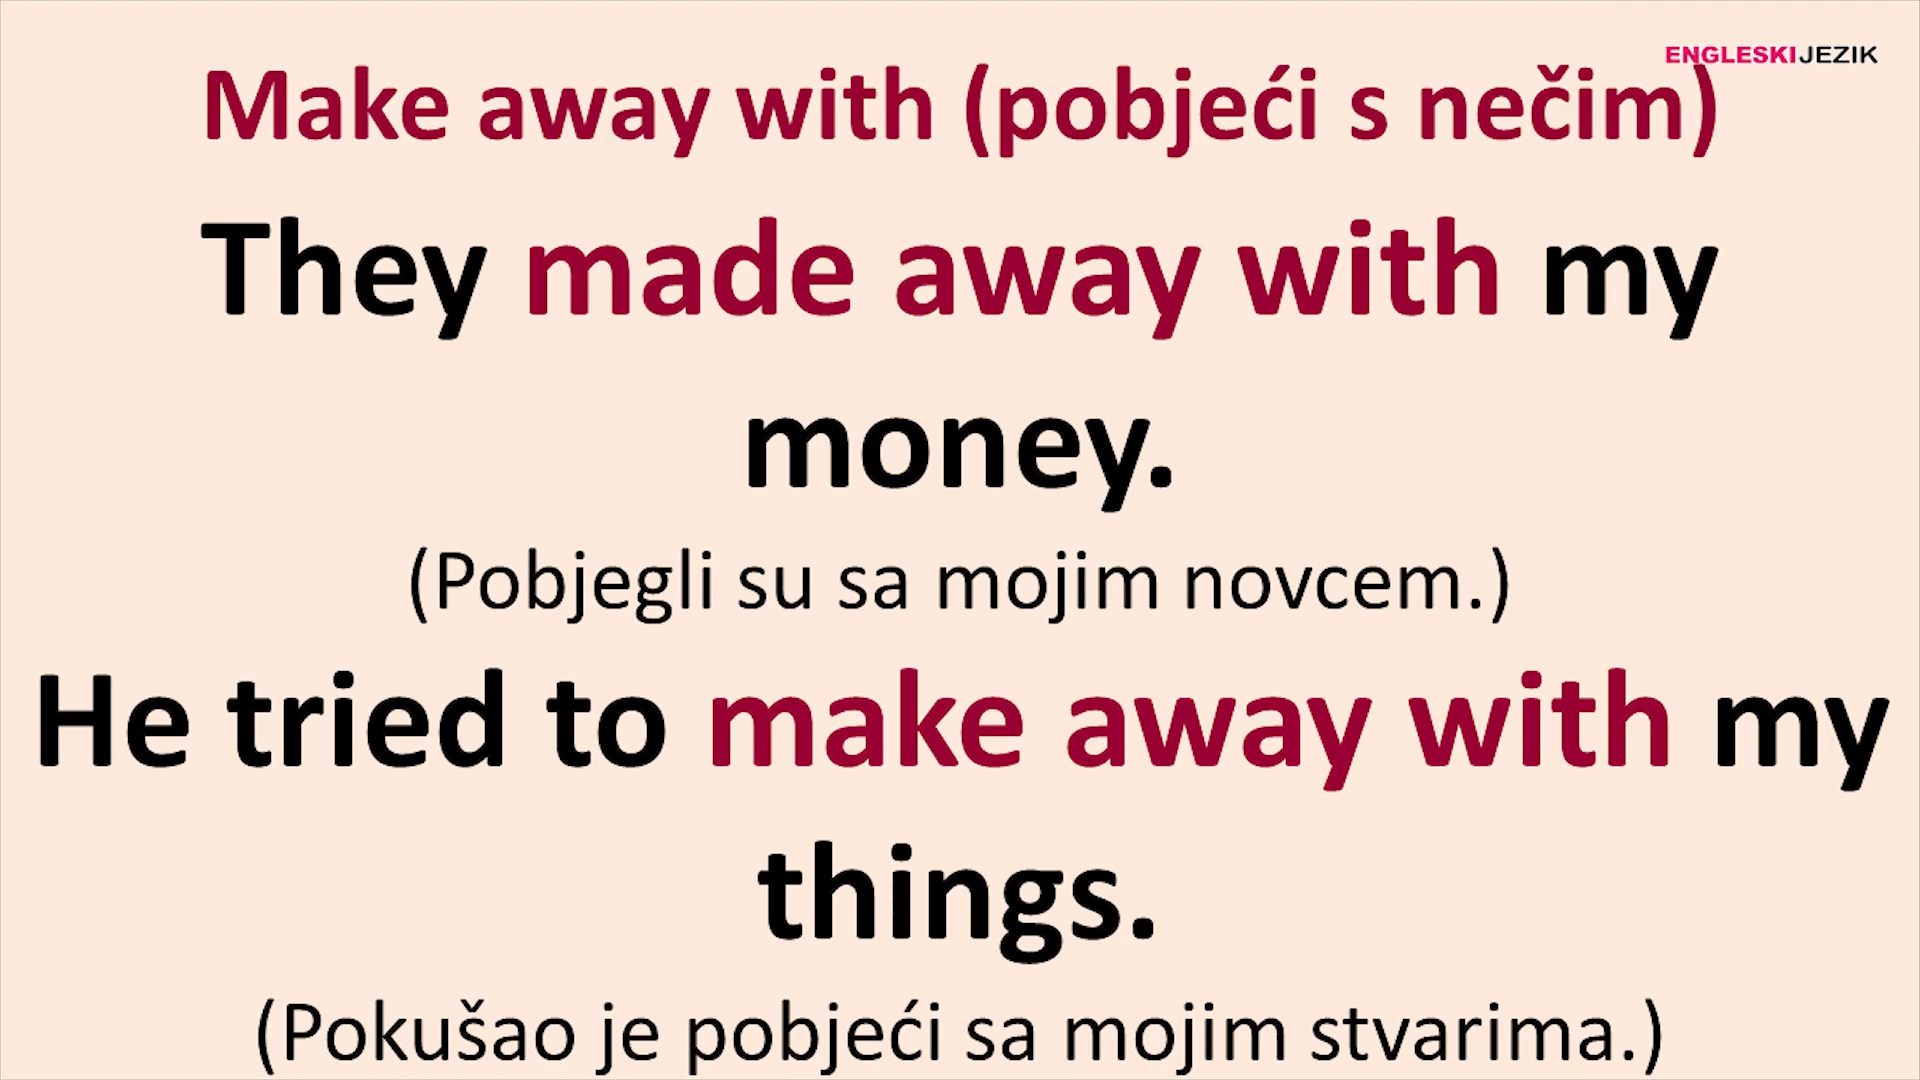 ENGLESKIJEZIK
Make away with (pobjeći s nečim)
They made away with my
money.
(Pobjegli su sa mojim novcem.)
He tried to make away with my
things.
(Pokušao je pobjeći sa mojim stvarima.)